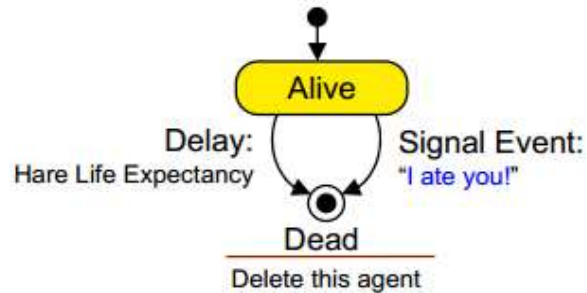 Alive
Delay:
Hare Life Expectancy
Signal Event:
"I ate you!"
Dead
Delete this agent